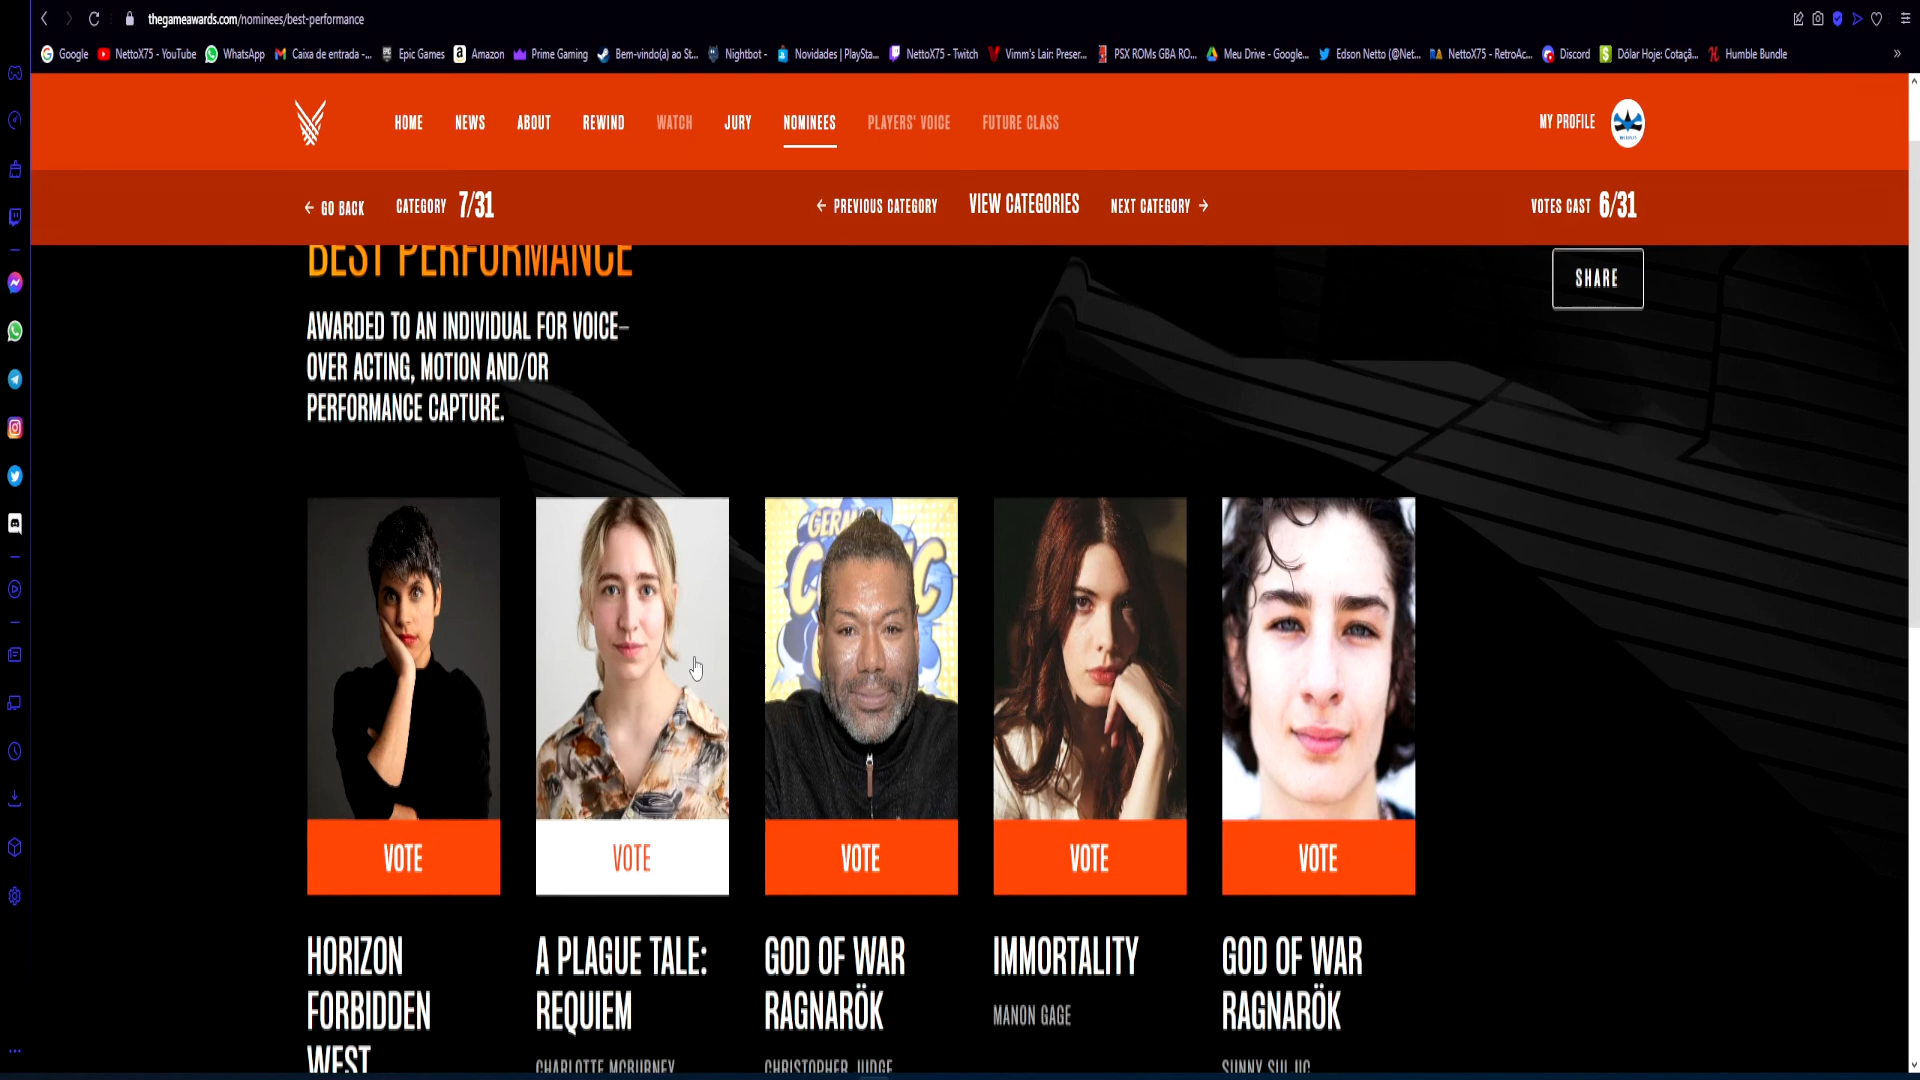 thegameawards.com/nominees/best-performance
Google NettoX75 - YouTube WhatsApp Caixa de entrada -... Epic Games Amazon Prime Gaming Bem-vindo(a) ao St... Nightbot - Novidades | PlaySta... NettoX75 - Twitch Vimm's Lair: Preser... PSX ROMs GBA RO... Meu Drive - Google... Edson Netto (@Net... NettoX75 - RetroAc... Discord Dólar Hoje: Cotaçã... Humble Bundle »
HOME NEWS ABOUT REWIND WATCH JURY NOMINEES PLAYERS' VOICE FUTURE CLASS MY PROFILE
GO BACK CATEGORY 7/31 PREVIOUS CATEGORY VIEW CATEGORIES NEXT CATEGORY VOTES CAST 6/31
BEST PERFORMANCE
SHARE
AWARDED TO AN INDIVIDUAL FOR VOICE-
OVER ACTING, MOTION AND/OR
PERFORMANCE CAPTURE.
GERMAN
VOTE VOTE VOTE VOTE VOTE
HORIZON
FORBIDDEN
WEST
A PLAGUE TALE:
REQUIEM
CHARLOTTE MCBURNEY
GOD OF WAR
RAGNARÖK
CHRISTOPHER JUDGE
IMMORTALITY
MANON GAGE
GOD OF WAR
RAGNARÖK
SUNNY SULJIC